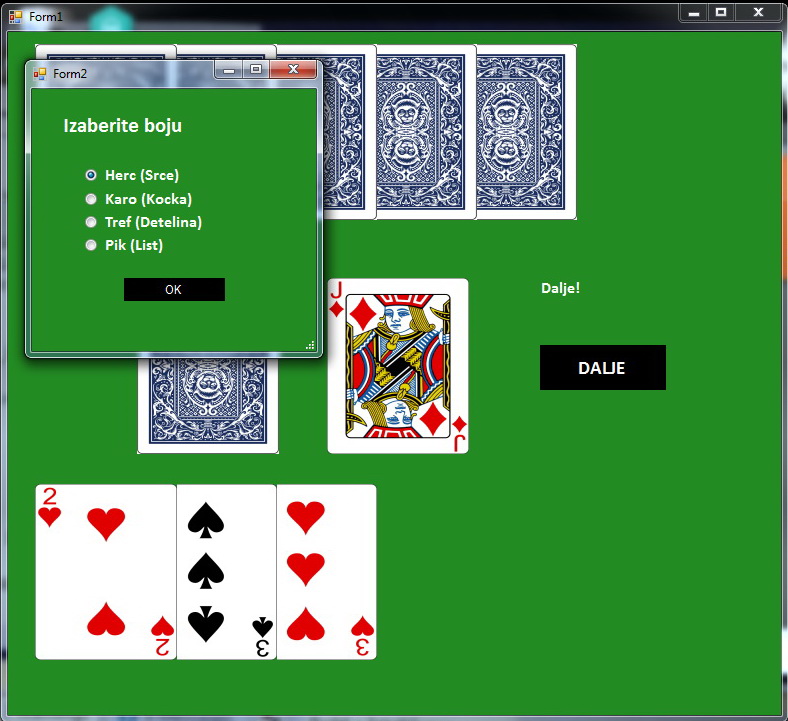 Form1
Form2
Izaberite boju
Herc (Srce)
Karo (Kocka)
Tref (Detelina)
Pik (List)
OK
J
Dalje!
DALJE
J
2
2
3
3